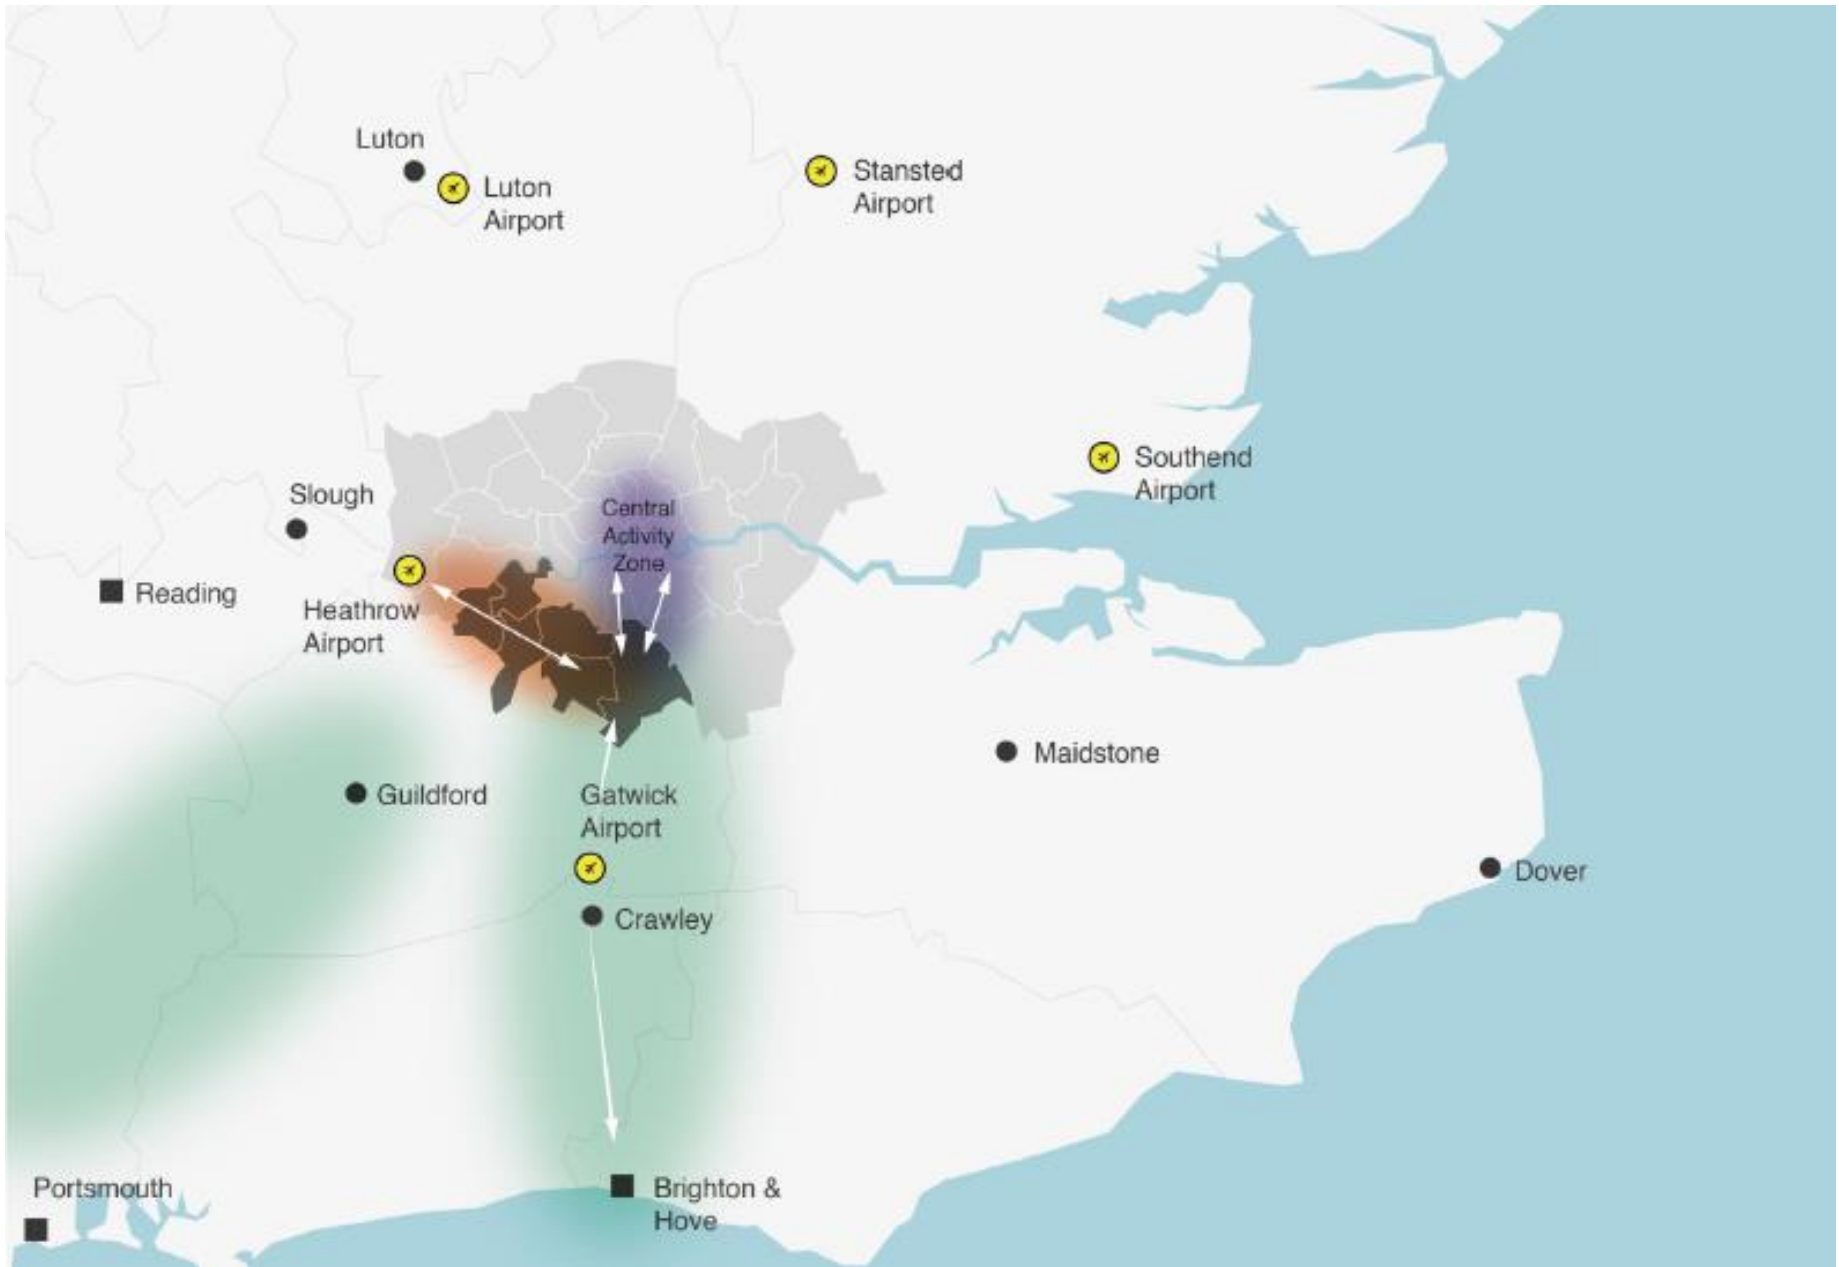 Luton
Luton
Airport
Stansted
Airport
Southend
Airport
Slough
Central
Activity
Zone
Reading
Heathrow
Airport
Maidstone
Guildford
Gatwick
Airport
Dover
Crawley
Portsmouth
Brighton &
Hove